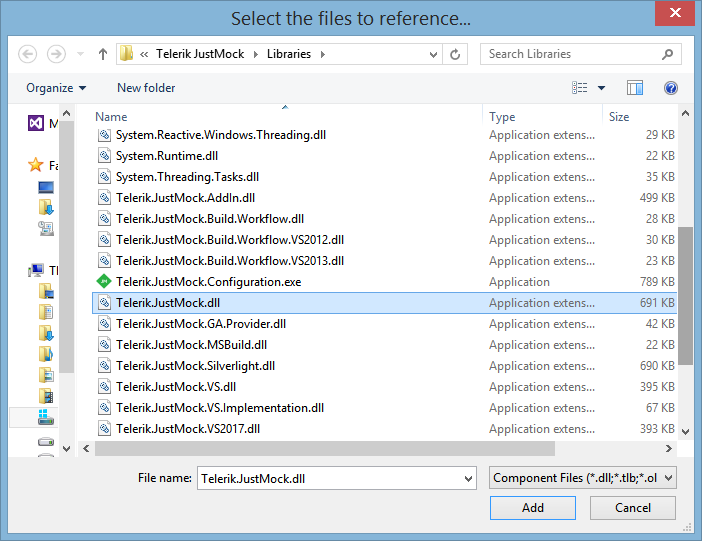 Select the files to reference...
« Telerik JustMock Libraries
Search Libraries
Organize New folder
Name Type Size
System.Reactive.Windows.Threading.dll Application extens... 29 KB
System.Runtime.dll Application extens... 22 KB
System.Threading.Tasks.dll Application extens... 35 KB
Telerik.JustMock.AddIn.dll Application extens... 499 KB
Telerik.JustMock.Build.Workflow.dll Application extens... 28 KB
Telerik.JustMock.Build.Workflow.VS2012.dll Application extens... 30 KB
Telerik.JustMock.Build.Workflow.VS2013.dll Application extens... 23 KB
Telerik.JustMock.Configuration.exe Application 789 KB
Telerik.JustMock.dll Application extens... 691 KB
Telerik.JustMock.GA.Provider.dll Application extens... 42 KB
Telerik.JustMock.MSBuild.dll Application extens... 22 KB
Telerik.JustMock.Silverlight.dll Application extens... 690 KB
Telerik.JustMock.VS.dll Application extens... 395 KB
Telerik.JustMock.VS.Implementation.dll Application extens... 67 KB
Telerik.JustMock.VS2017.dll Application extens... 393 KB
M
Fa
Tl
File name: Telerik.JustMock.dll Component Files (*.dll;*.tlb;*.ol
Add Cancel